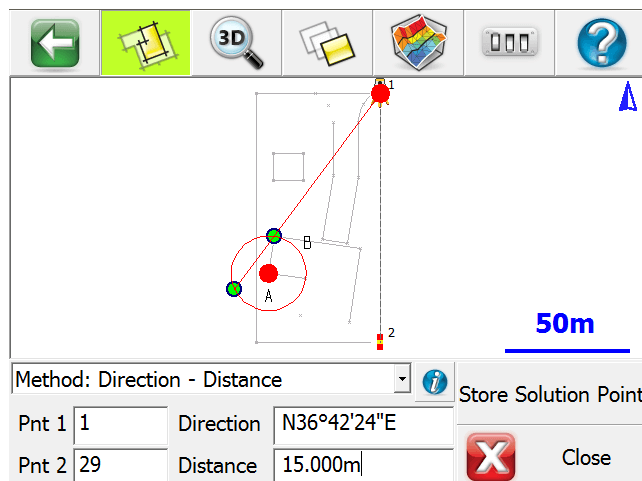 3D
1
B
A
50m
2
Method: Direction - Distance
Store Solution Point
Pnt 1 1 Direction N36°42'24"E
Pnt 2 29 Distance 15.000m
Close